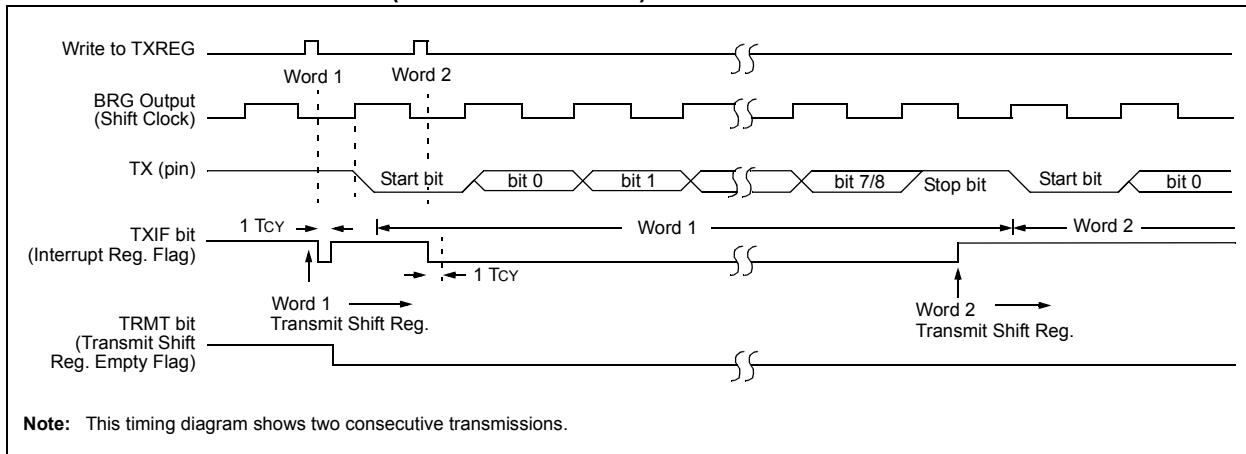 Write to TXREG
Word 1
Word 2
BRG Output
(Shift Clock)
TX (pin)
Start bit
bit 0
bit 1
bit 7/8
Stop bit
Start bit
bit 0
1 TCY
Word 1
Word 2
TXIF bit
(Interrupt Reg. Flag)
1 TCY
Word 1
Transmit Shift Reg.
Word 2
Transmit Shift Reg.
TRMT bit
(Transmit Shift
Reg. Empty Flag)
Note: This timing diagram shows two consecutive transmissions.